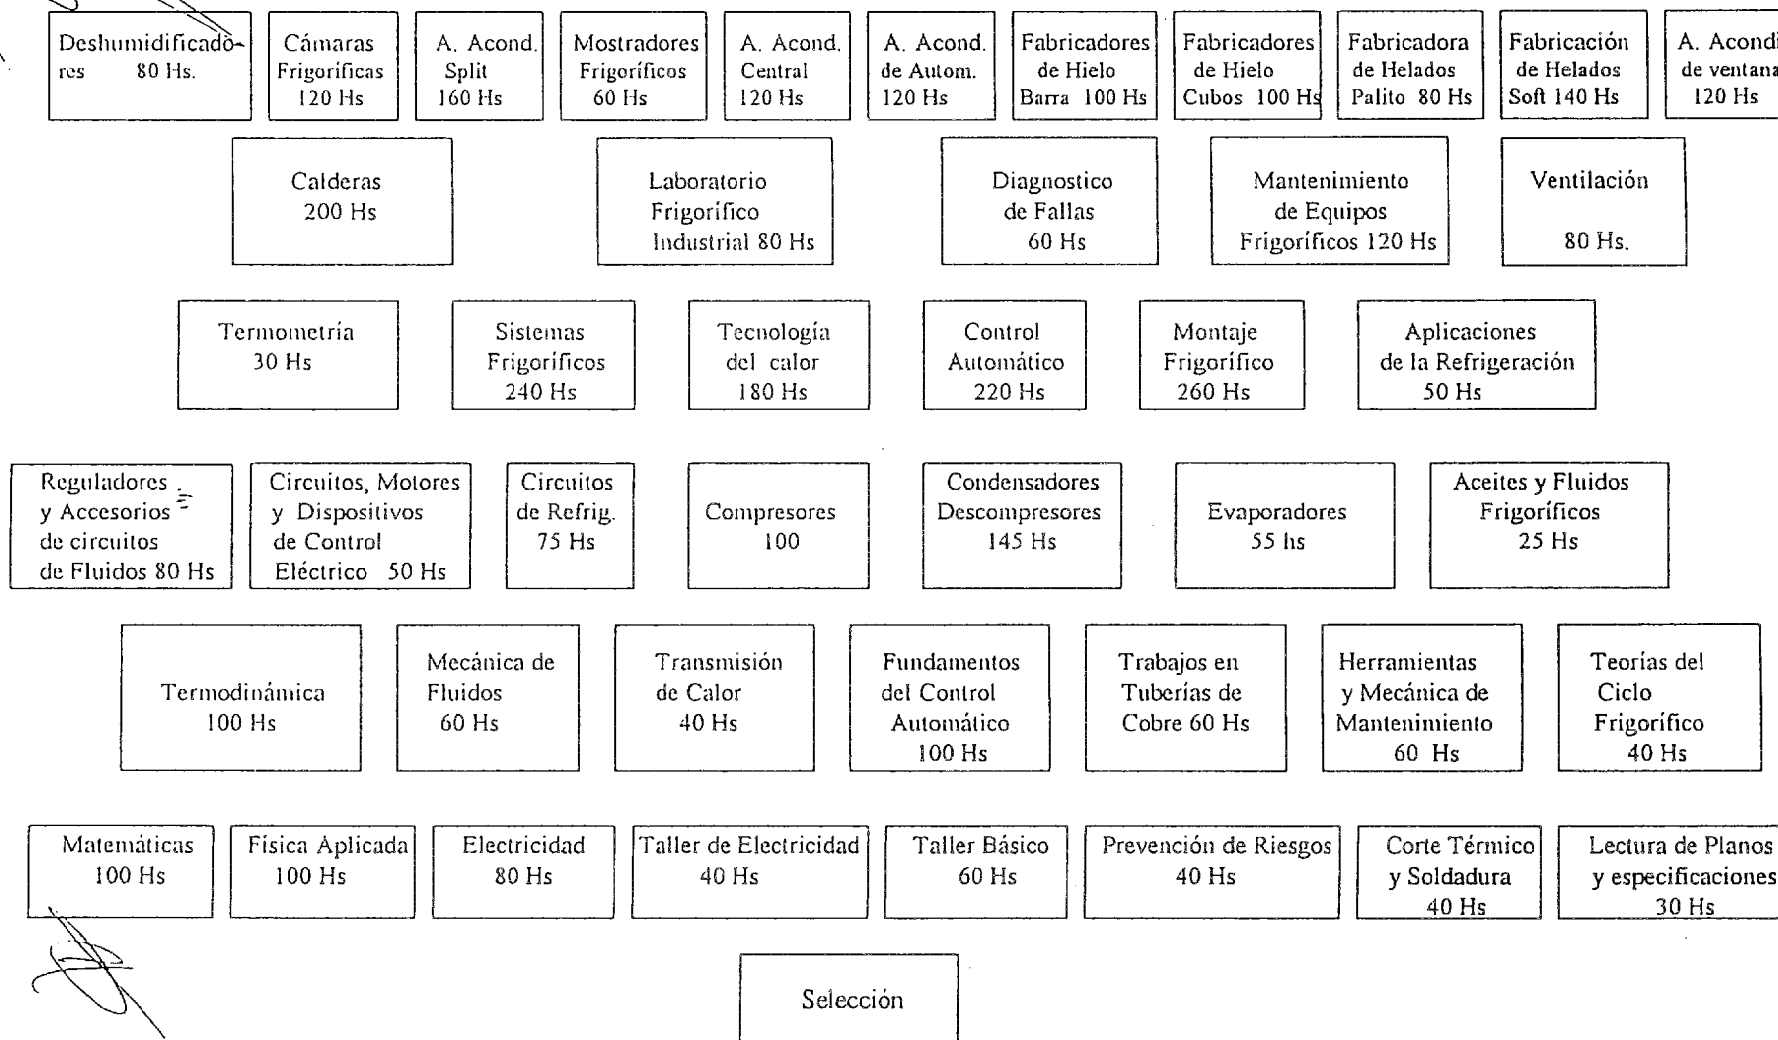 Deshumidificado-
res 80 Hs.
Cámaras
Frigoríficas
120 Hs
A. Acond.
Split
160 Hs
Mostradores
Frigoríficos
60 Hs
A. Acond.
Central
120 Hs
A. Acond.
de Autom.
120 Hs
Fabricadores
de Hielo
Barra 100 Hs
Fabricadores
de Hielo
Cubos 100 Hs
Fabricadora
de Helados
Palito 80 Hs
Fabricación
de Helados
Soft 140 Hs
A. Acondi
de ventana
120 Hs
Calderas
200 Hs
Laboratorio
Frigorífico
Industrial 80 Hs
Diagnostico
de Fallas
60 Hs
Mantenimiento
de Equipos
Frigoríficos 120 Hs
Ventilación
80 Hs.
Termometría
30 Hs
Sistemas
Frigoríficos
240 Hs
Tecnología
del calor
180 Hs
Control
Automático
220 Hs
Montaje
Frigorífico
260 Hs
Aplicaciones
de la Refrigeración
50 Hs
Reguladores
y Accesorios
de circuitos
de Fluidos 80 Hs
Circuitos, Motores
y Dispositivos
de Control
Eléctrico 50 Hs
Circuitos
de Refrig.
75 Hs
Compresores
100
Condensadores
Descompresores
145 Hs
Evaporadores
55 hs
Aceites y Fluidos
Frigoríficos
25 Hs
Termodinámica
100 Hs
Mecánica de
Fluidos
60 Hs
Transmisión
de Calor
40 Hs
Fundamentos
del Control
Automático
100 Hs
Trabajos en
Tuberías de
Cobre 60 Hs
Herramientas
y Mecánica de
Mantenimiento
60 Hs
Teorías del
Ciclo
Frigorífico
40 Hs
Matemáticas
100 Hs
Física Aplicada
100 Hs
Electricidad
80 Hs
Taller de Electricidad
40 Hs
Taller Básico
60 Hs
Prevención de Riesgos
40 Hs
Corte Térmico
y Soldadura
40 Hs
Lectura de Planos
y especificaciones
30 Hs
Selección